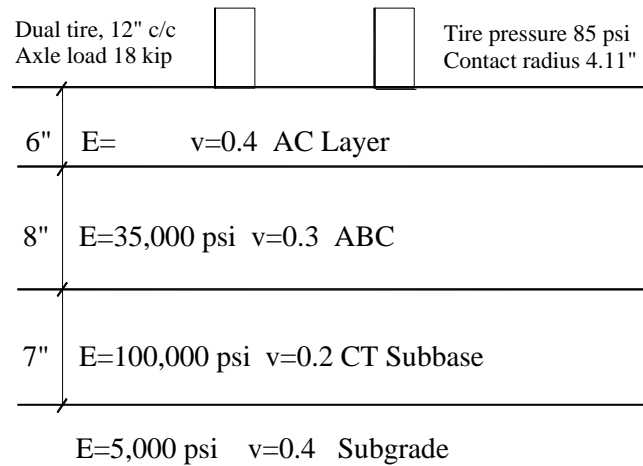 Dual tire, 12" c/c
Axle load 18 kip
Tire pressure 85 psi
Contact radius 4.11"
6" E= v=0.4 AC Layer
8" E=35,000 psi v=0.3 ABC
7" E=100,000 psi v=0.2 CT Subbase
E=5,000 psi v=0.4 Subgrade